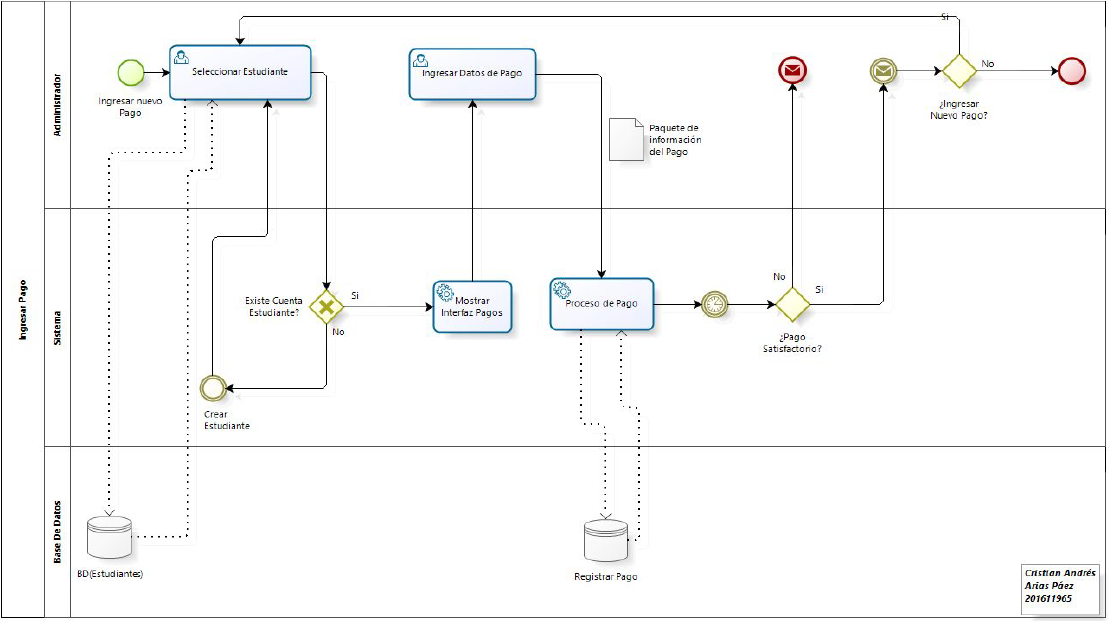 Ingresar Pago
Administrador
Sistema
Base De Datos
Ingresar nuevo
Pago
Seleccionar Estudiante
Ingresar Datos de Pago
Paquete de
información
del Pago
Si
No
¿Ingresar
Nuevo Pago?
Existe Cuenta
Estudiante?
Si
No
Mostrar
Interfaz Pagos
Proceso de Pago
No
Si
¿Pago
Satisfactorio?
Crear
Estudiante
BD(Estudiantes)
Registrar Pago
Cristian Andrés
Arias Páez
201611965